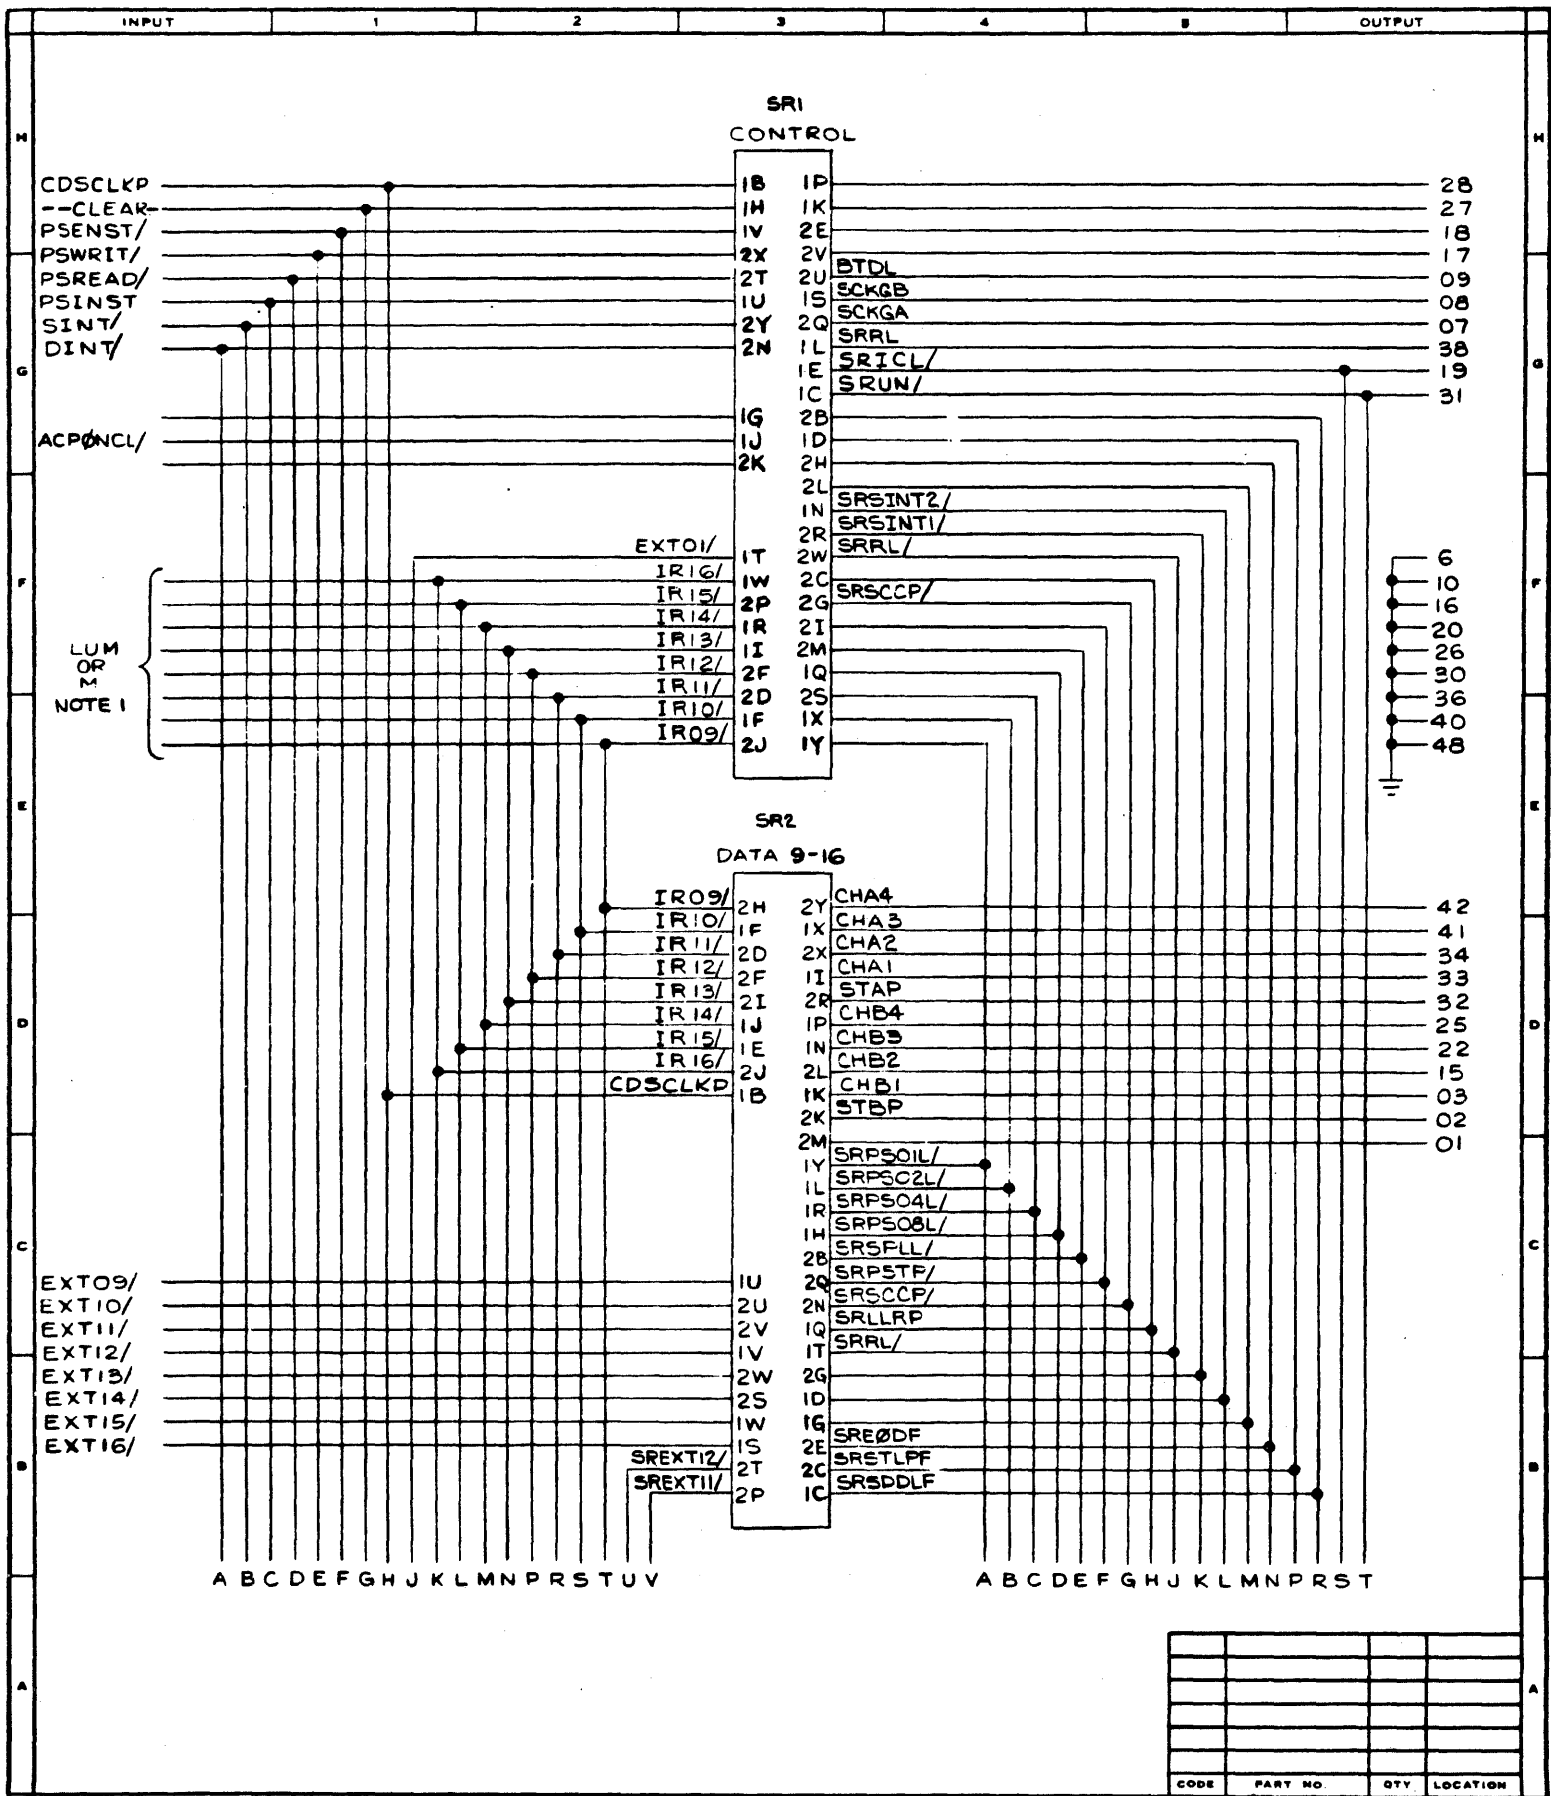 INPUT 1 2 3 4 5 OUTPUT
SR1
H CONTROL H
CDSCLKP 1B 1P 28
--CLEAR- 1H 1K 27
PSENST/ 1V 2E 18
PSWRIT/ 2X 2V 17
PSREAD/ 2T 2U BTDL 09
PSINST 1U 1S SCKGB 08
SINT/ 2Y 2Q SCKGA 07
DINT/ 2N 1L SRRL 38
G 1E SRICL/ 19 G
1C SRUN/ 31
1G 2B
ACPØNCL/ 1J 1D
2K 2H
2L
1N SRSINT2/
2R SRSINT1/
EXT01/ 1T 2W SRRL/ 6
F IR16/ 1W 2C 10 F
IR15/ 2P 2G SRSCCP/ 16
IR14/ 1R 2I 20
LUM IR13/ 1I 2M 26
OR IR12/ 2F 1Q 30
M IR11/ 2D 2S 36
NOTE 1 IR10/ 1F 1X 40
IR09/ 2J 1Y 48
E E
SR2
DATA 9-16
IR09/ 2H 2Y CHA4 42
IR10/ 1F 1X CHA3 41
IR11/ 2D 2X CHA2 34
IR12/ 2F 1I CHA1 33
IR13/ 2I 2R STAP 32
D IR14/ 1J 1P CHB4 25 D
IR15/ 1E 1N CHB3 22
IR16/ 2J 2L CHB2 15
CDSCLKP 1B 1K CHB1 03
2K STBP 02
2M 01
1Y SRPS01L/
1L SRPS02L/
1R SRPS04L/
1H SRPS08L/
C 2B SRSPLL/ C
EXT09/ 1U 2Q SRPSTP/
EXT10/ 2U 2N SRSCCP/
EXT11/ 2V 1Q SRLLRP
EXT12/ 1V 1T SRRL/
EXT13/ 2W 2G
EXT14/ 2S 1D
EXT15/ 1W 1G
EXT16/ 1S 2E SREØDF
B SREXT12/ 2T 2C SRSTLPF B
SREXT11/ 2P 1C SRSDDLF
A B C D E F G H J K L M N P R S T U V A B C D E F G H J K L M N P R S T
A A
CODE PART NO. QTY LOCATION